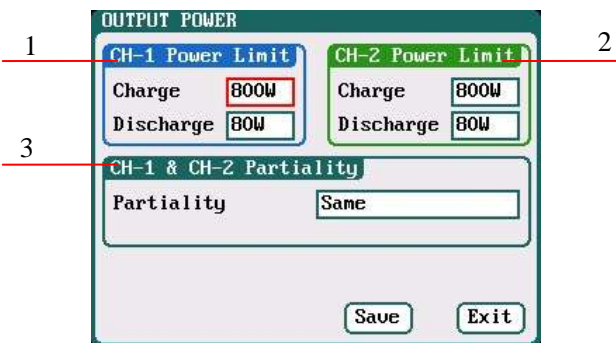 OUTPUT POWER
1
2
CH-1 Power Limit
CH-2 Power Limit
Charge 800W
Charge 800W
Discharge 80W
Discharge 80W
3
CH-1 & CH-2 Partiality
Partiality Same
Save Exit